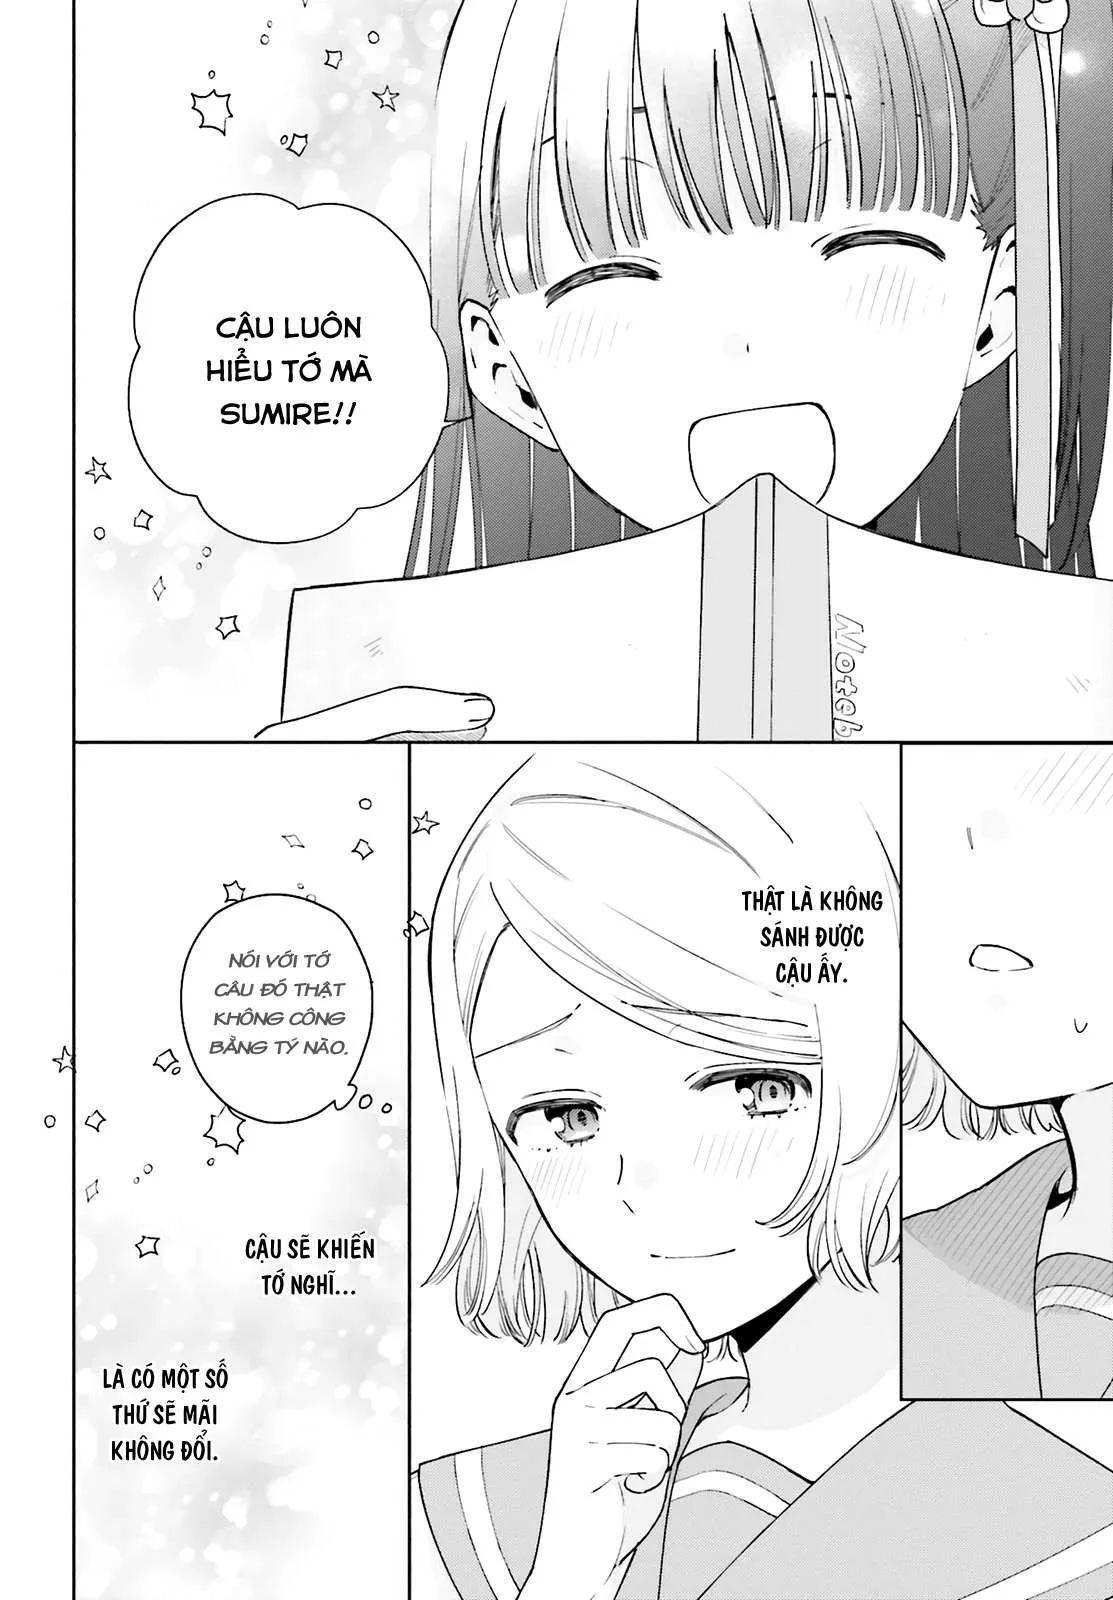 CẬU LUÔN
HIỂU TỚ MÀ
SUMIRE!!
Noteb
THẬT LÀ KHÔNG
SÁNH ĐƯỢC
CẬU ẤY.
NÓI VỚI TỚ
CÂU ĐÓ THẬT
KHÔNG CÔNG
BẰNG TÝ NÀO.
CẬU SẼ KHIẾN
TỚ NGHĨ...
LÀ CÓ MỘT SỐ
THỨ SẼ MÃI
KHÔNG ĐỔI.